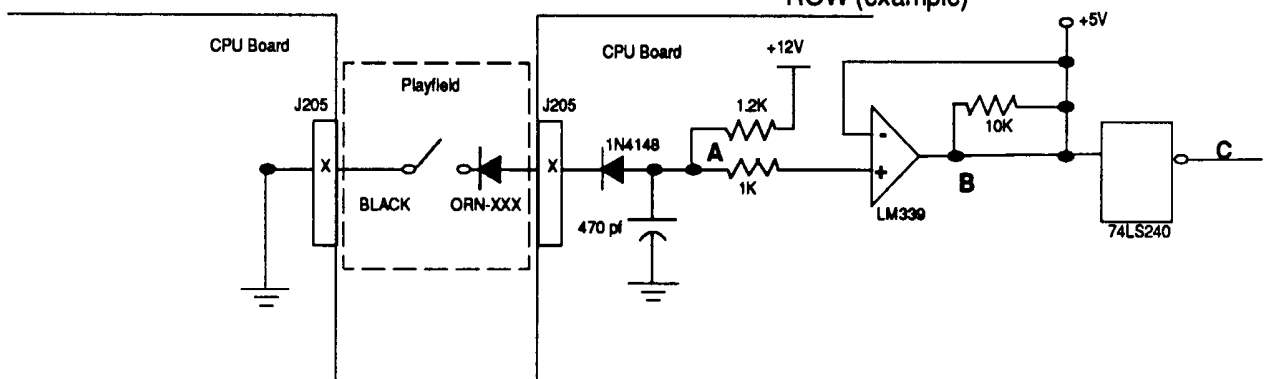 ROW (example)
+5V
CPU Board
CPU Board
+12V
Playfield
J205
J205
1.2K
10K
1N4148
A
-
X
X
1K
+
B
C
BLACK
ORN-XXX
LM339
470 pf
74LS240